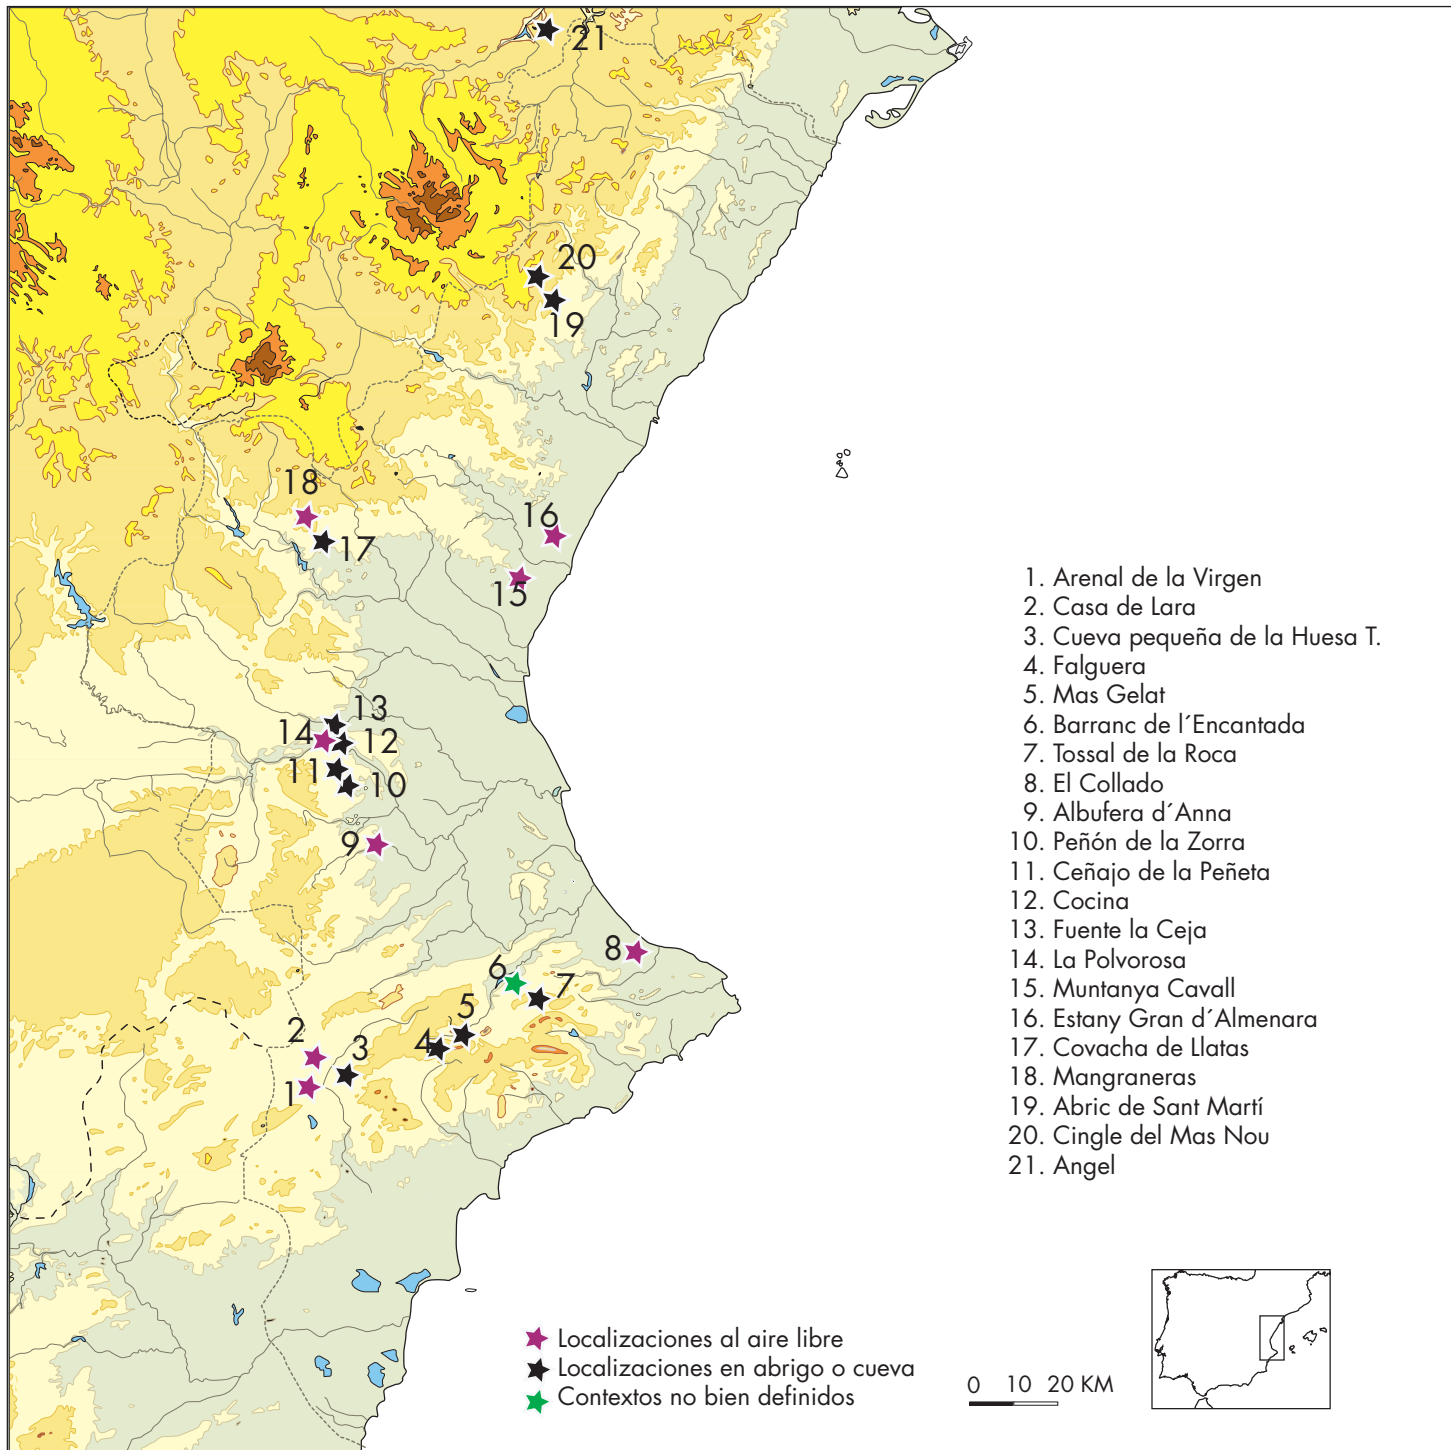 21
20
19
18
17
16
15
13
14
12
11
10
9
8
6
7
5
4
2
3
1
1. Arenal de la Virgen
2. Casa de Lara
3. Cueva pequeña de la Huesa T.
4. Falguera
5. Mas Gelat
6. Barranc de l´Encantada
7. Tossal de la Roca
8. El Collado
9. Albufera d´Anna
10. Peñón de la Zorra
11. Ceñajo de la Peñeta
12. Cocina
13. Fuente la Ceja
14. La Polvorosa
15. Muntanya Cavall
16. Estany Gran d´Almenara
17. Covacha de Llatas
18. Mangraneras
19. Abric de Sant Martí
20. Cingle del Mas Nou
21. Angel
Localizaciones al aire libre
Localizaciones en abrigo o cueva
Contextos no bien definidos
0 10 20 KM